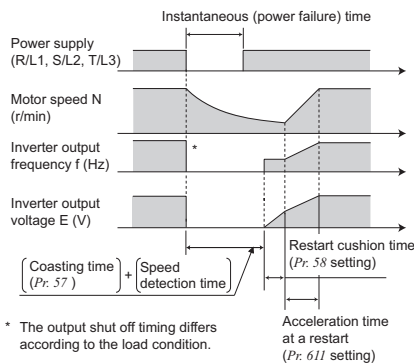 Instantaneous (power failure) time
Power supply
(R/L1, S/L2, T/L3)
Motor speed N
(r/min)
Inverter output
frequency f (Hz)
*
Inverter output
voltage E (V)
Coasting time
(Pr. 57 )
+
Speed
detection time
Restart cushion time
(Pr. 58 setting)
* The output shut off timing differs
according to the load condition.
Acceleration time
at a restart
(Pr. 611 setting)